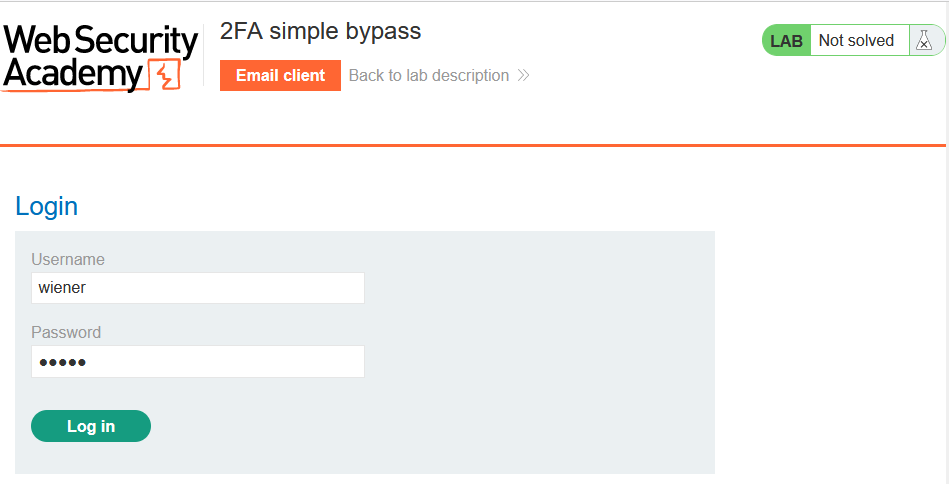 Web Security
Academy
2FA simple bypass
Email client
Back to lab description
LAB Not solved
Login
Username
wiener
Password
•••••
Log in